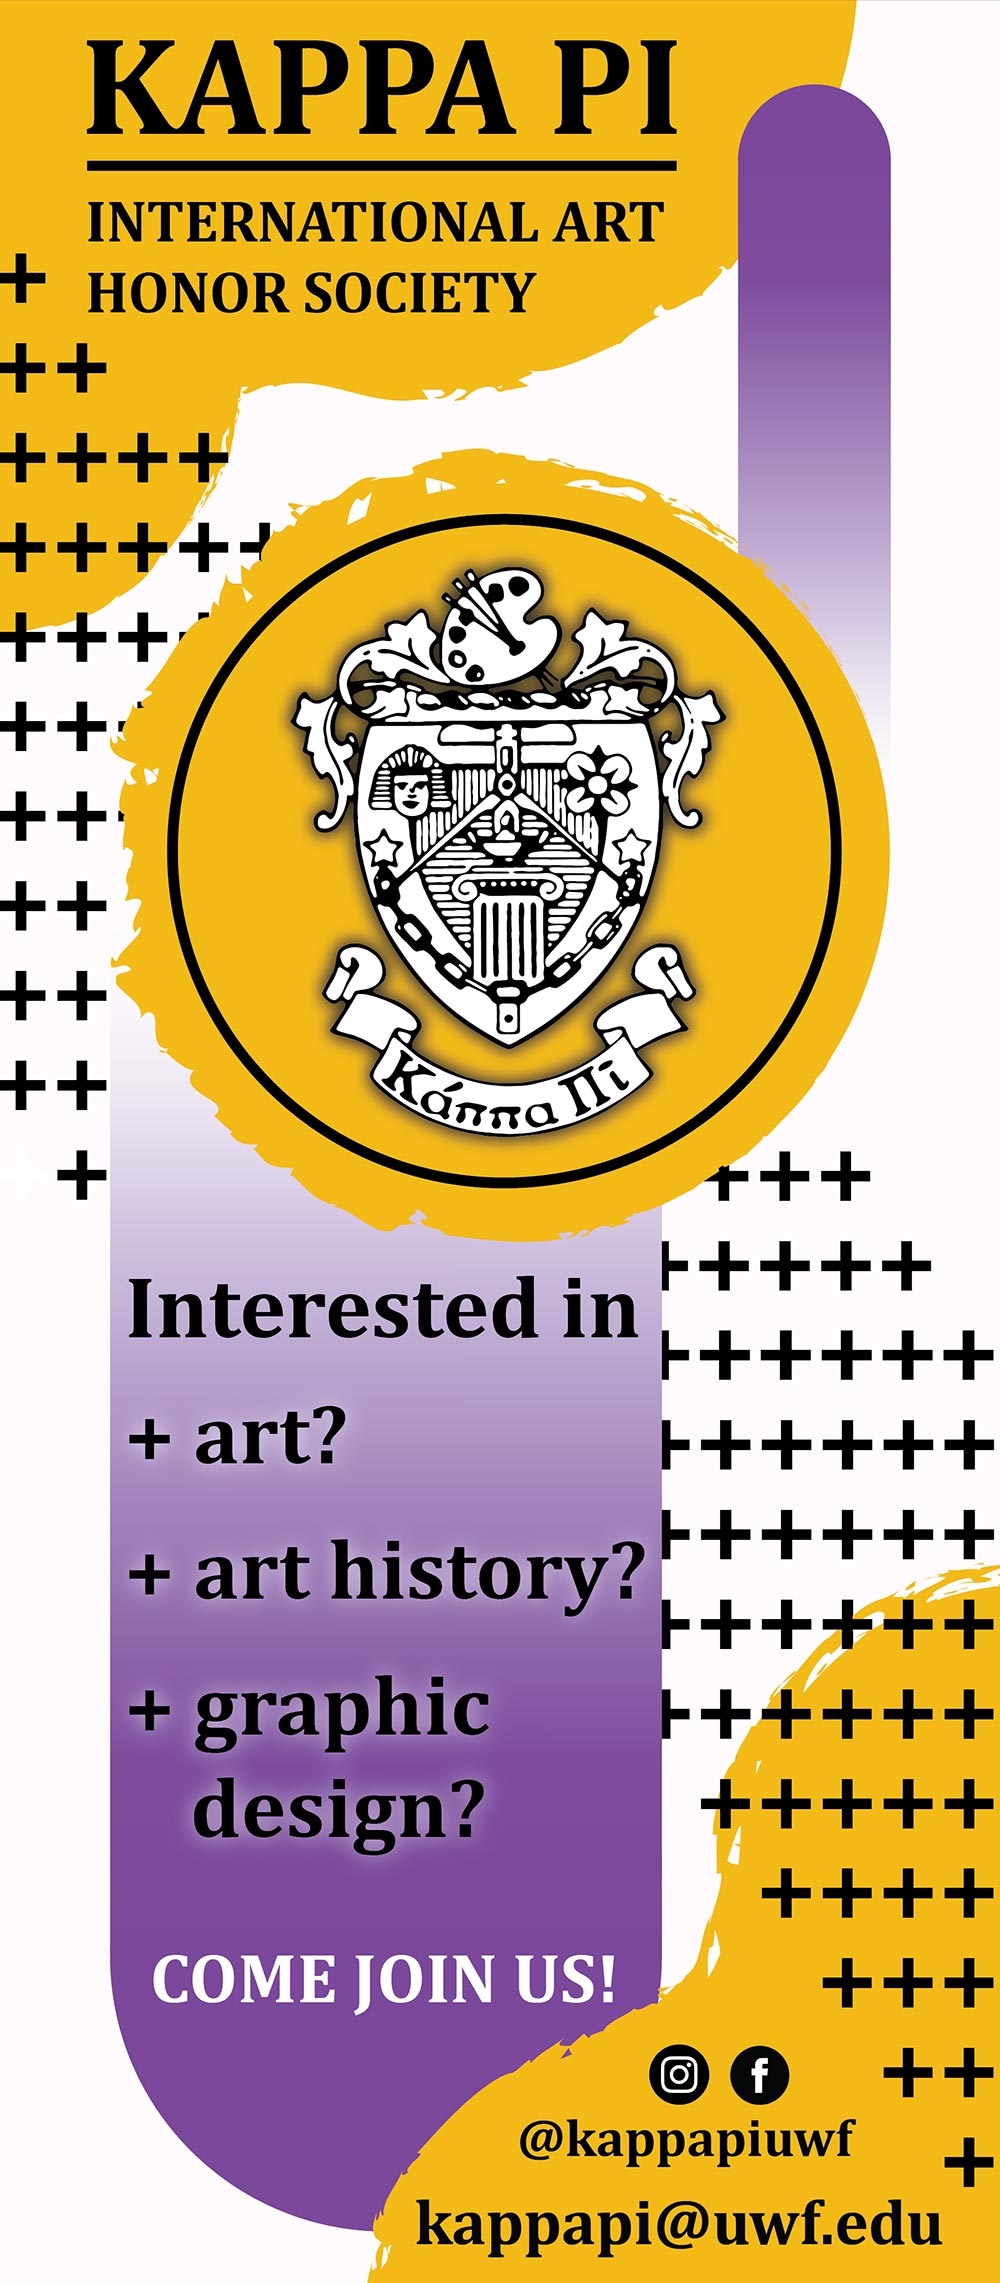 KAPPA PI
INTERNATIONAL ART
HONOR SOCIETY
Κάππα Πί
Interested in
+ art?
+ art history?
+ graphic
design?
COME JOIN US!
@kappapiuwf
kappapi@uwf.edu